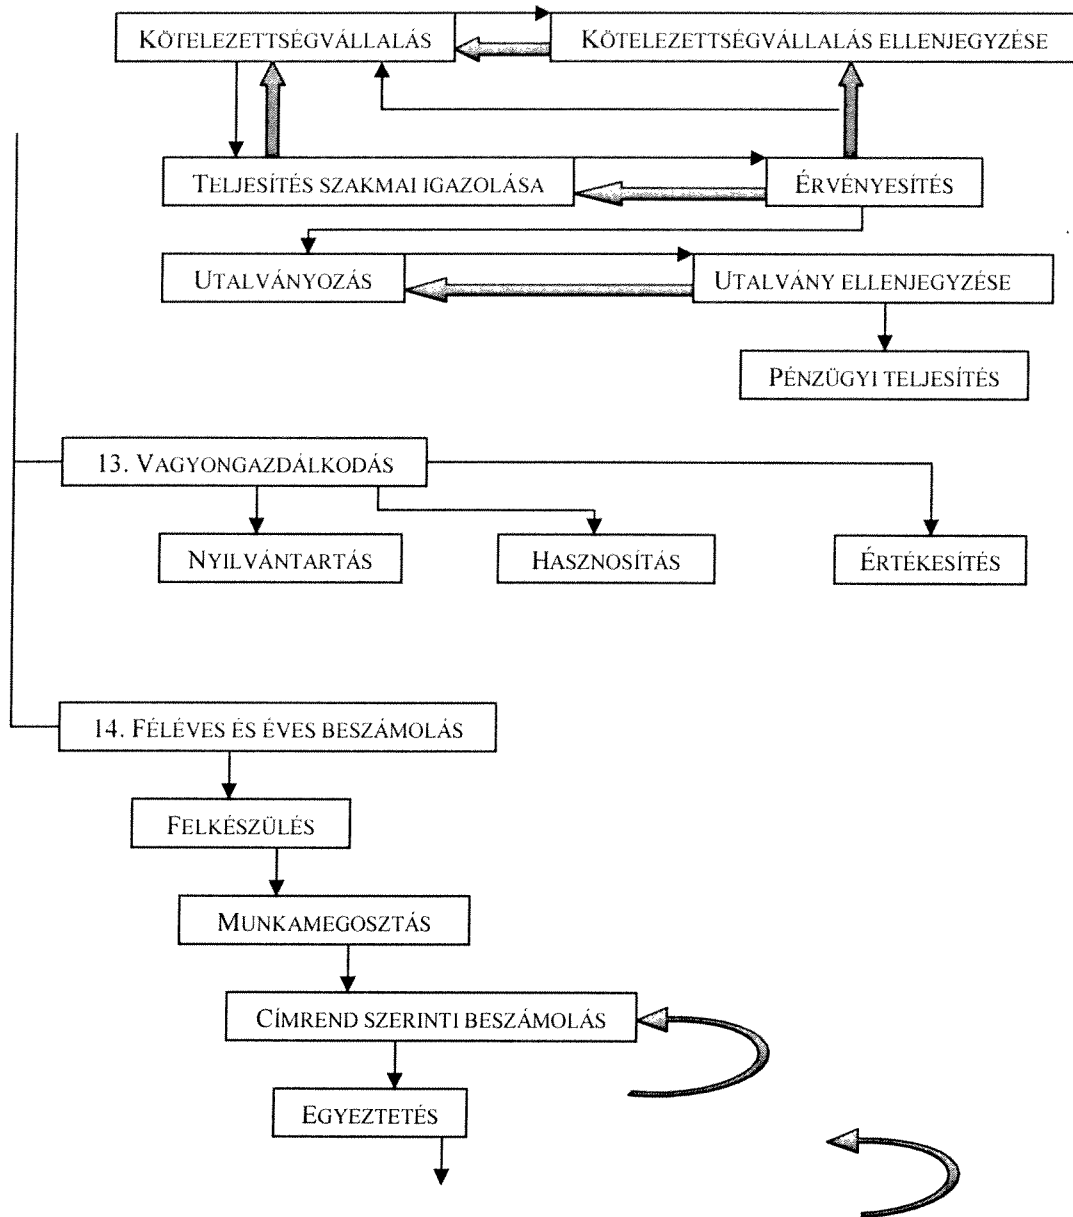 KÖTELEZETTSÉGVÁLLALÁS
KÖTELEZETTSÉGVÁLLALÁS ELLENJEGYZÉSE
TELJESÍTÉS SZAKMAI IGAZOLÁSA
ÉRVÉNYESÍTÉS
UTALVÁNYOZÁS
UTALVÁNY ELLENJEGYZÉSE
PÉNZÜGYI TELJESÍTÉS
13. VAGYONGAZDÁLKODÁS
NYILVÁNTARTÁS
HASZNOSÍTÁS
ÉRTÉKESÍTÉS
14. FÉLÉVES ÉS ÉVES BESZÁMOLÁS
FELKÉSZÜLÉS
MUNKAMEGOSZTÁS
CÍMREND SZERINTI BESZÁMOLÁS
EGYEZTETÉS